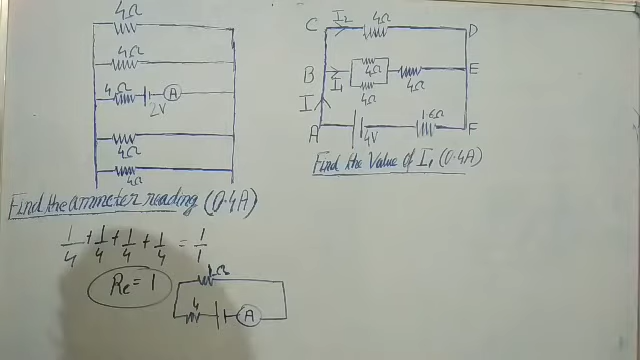 4Ω
4Ω
4Ω
A
2V
4Ω
4Ω
Find the ammeter reading (0.4A)
1/4 + 1/4 + 1/4 + 1/4 = 1/1
Re = 1
4
A
C
I2
4Ω
D
B
I1
4Ω
4Ω
4Ω
E
I
A
4V
F
Find the Value of I1 (0.4A)